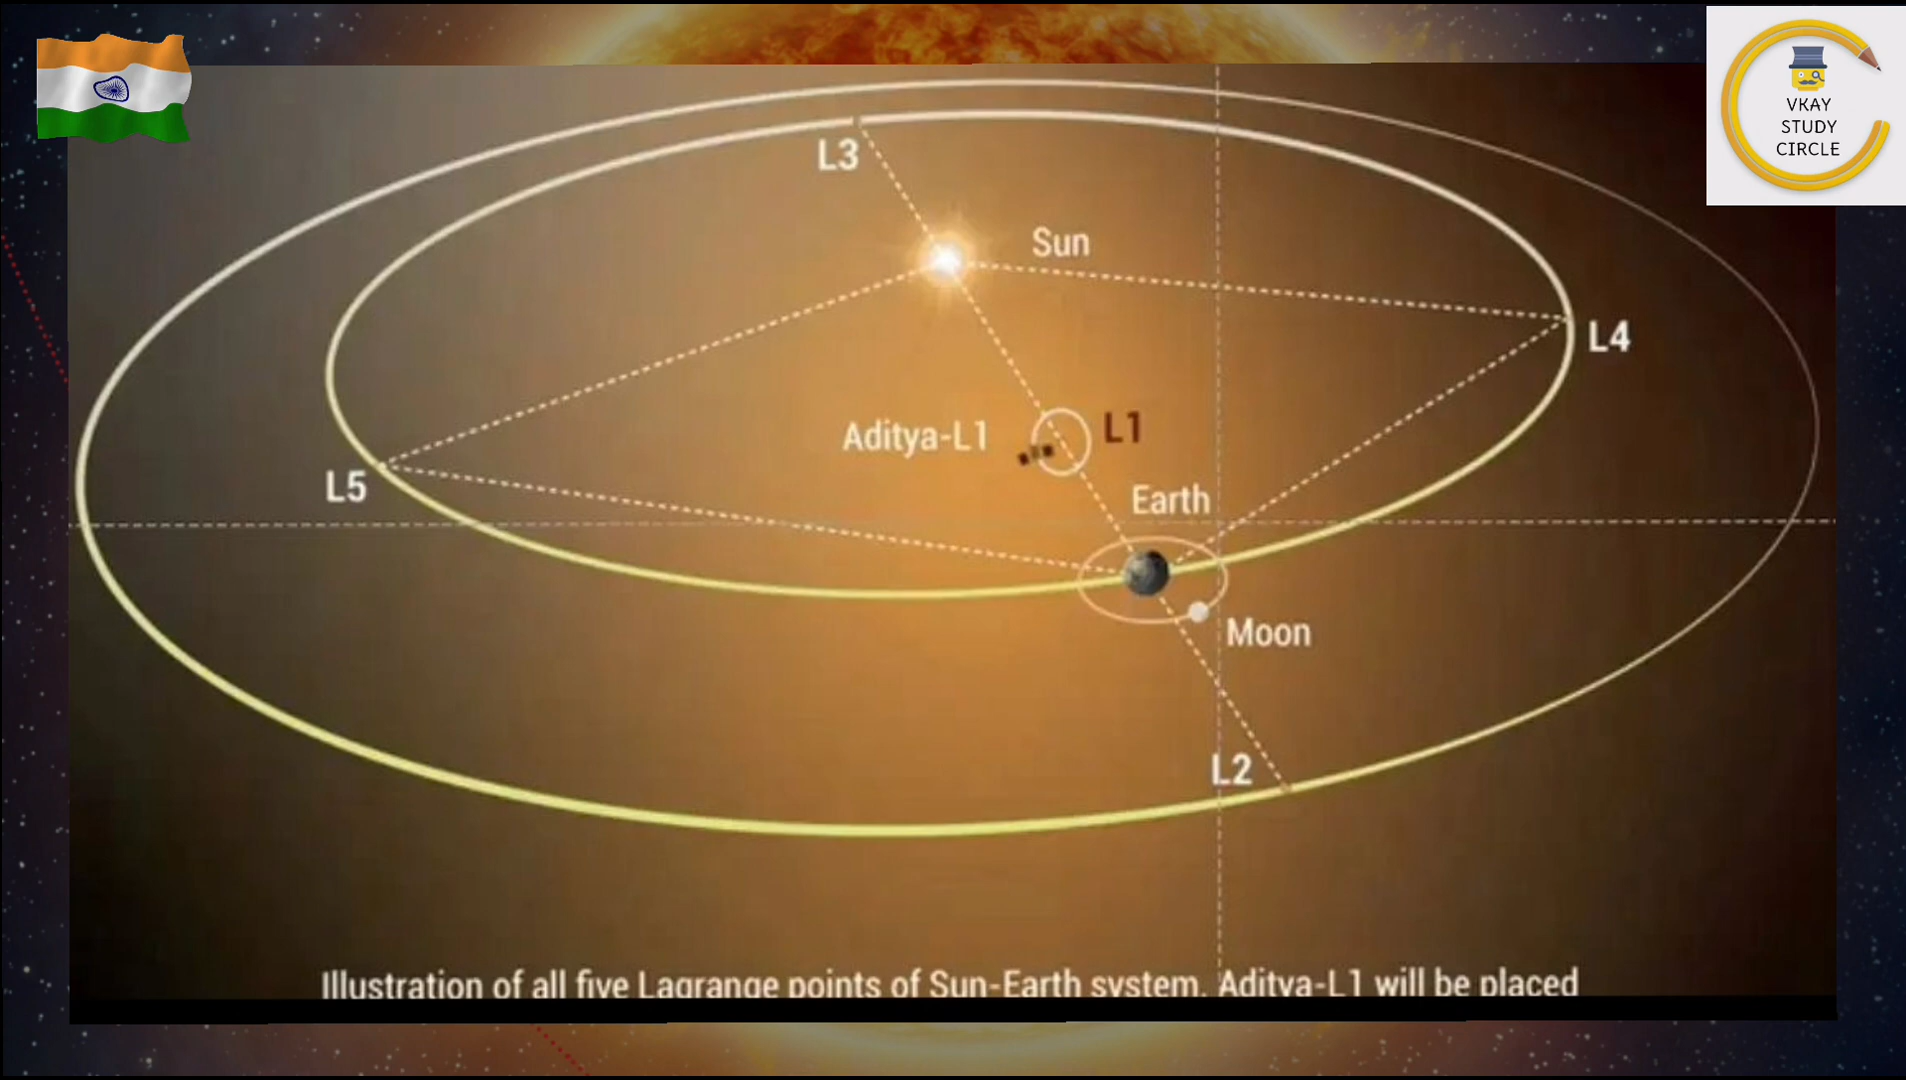 VKAY
STUDY
CIRCLE
L3
Sun
L4
Aditya-L1
L1
L5
Earth
Moon
L2
Illustration of all five Lagrange points of Sun-Earth system. Aditya-L1 will be placed